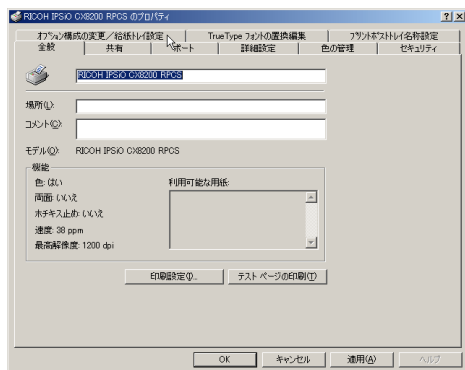 RICOH IPSiO CX8200 RPCS のプロパティ
オプション構成の変更／給紙トレイ設定 TrueType フォントの置換編集 プリントポストトレイ名称設定
全般 共有 ポート 詳細設定 色の管理 セキュリティ
RICOH IPSiO CX8200 RPCS
場所(L):
コメント(C):
モデル(O): RICOH IPSiO CX8200 RPCS
機能
色: はい 利用可能な用紙:
両面: いいえ
ホチキス止め: いいえ
速度: 38 ppm
最高解像度: 1200 dpi
印刷設定(I)... テスト ページの印刷(T)
OK キャンセル 適用(A) ヘルプ